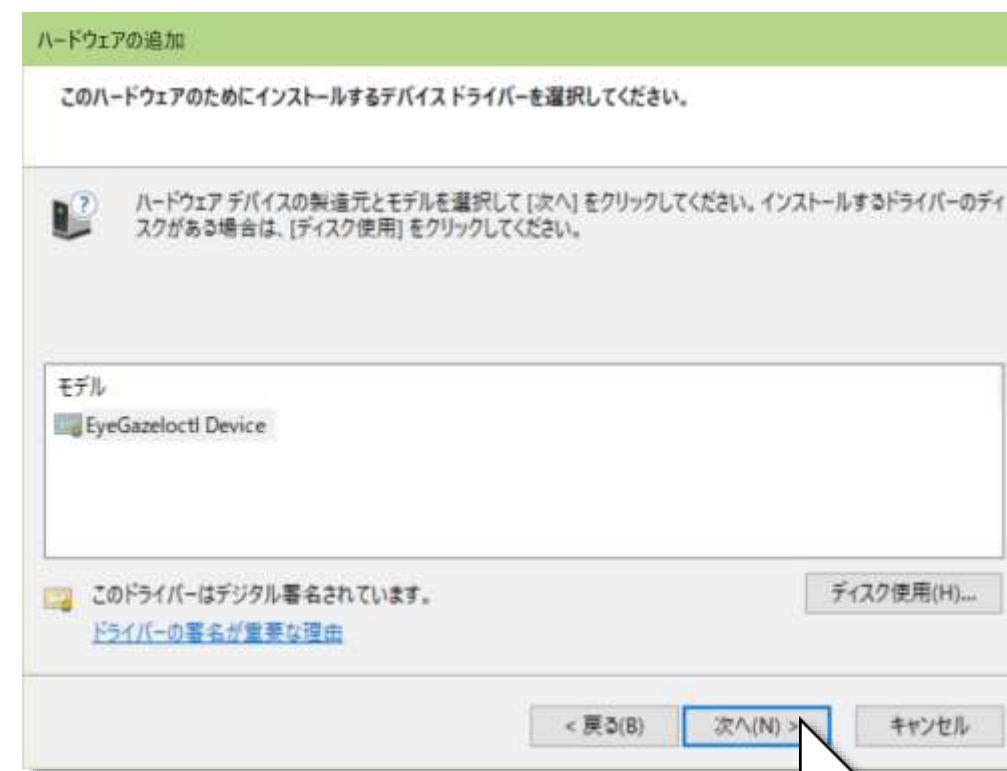 ハードウェアの追加
このハードウェアのためにインストールするデバイス ドライバーを選択してください。
ハードウェア デバイスの製造元とモデルを選択して [次へ] をクリックしてください。インストールするドライバーのディ
スクがある場合は、[ディスク使用] をクリックしてください。
モデル
EyeGazeIoctl Device
このドライバーはデジタル署名されています。
ディスク使用(H)...
ドライバーの署名が重要な理由
< 戻る(B)
次へ(N) >
キャンセル